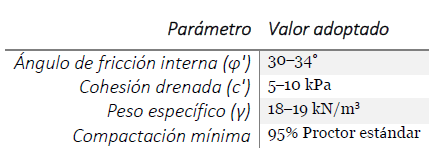 Parámetro Valor adoptado
Ángulo de fricción interna (φ') 30–34°
Cohesión drenada (c') 5–10 kPa
Peso específico (γ) 18–19 kN/m³
Compactación mínima 95% Proctor estándar